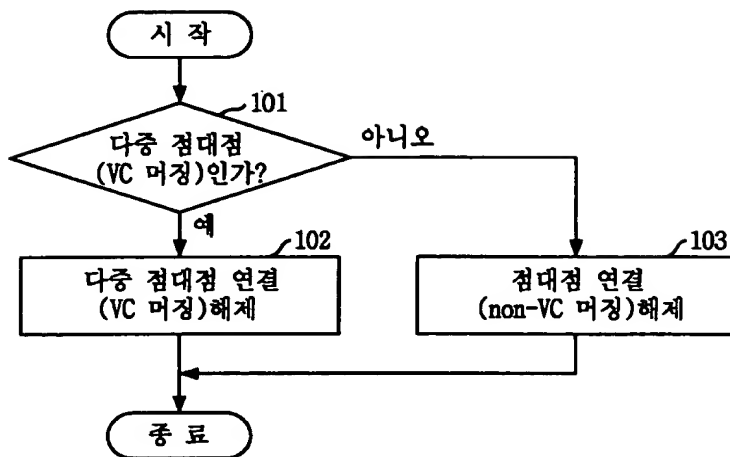 시 작
101
다중 점대점
(VC 머징)인가?
아니오
예
102
다중 점대점 연결
(VC 머징)해제
103
점대점 연결
(non-VC 머징)해제
종 료